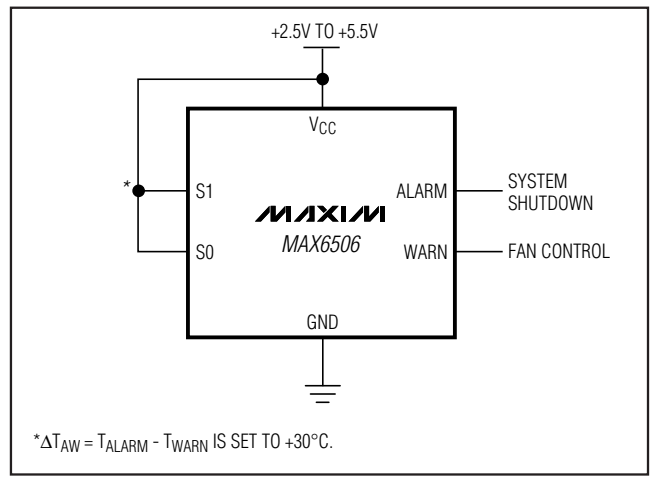 +2.5V TO +5.5V
VCC
*
S1
ALARM
SYSTEM
SHUTDOWN
MAXIM
MAX6506
S0
WARN
FAN CONTROL
GND
*ΔTAW = TALARM - TWARN IS SET TO +30°C.